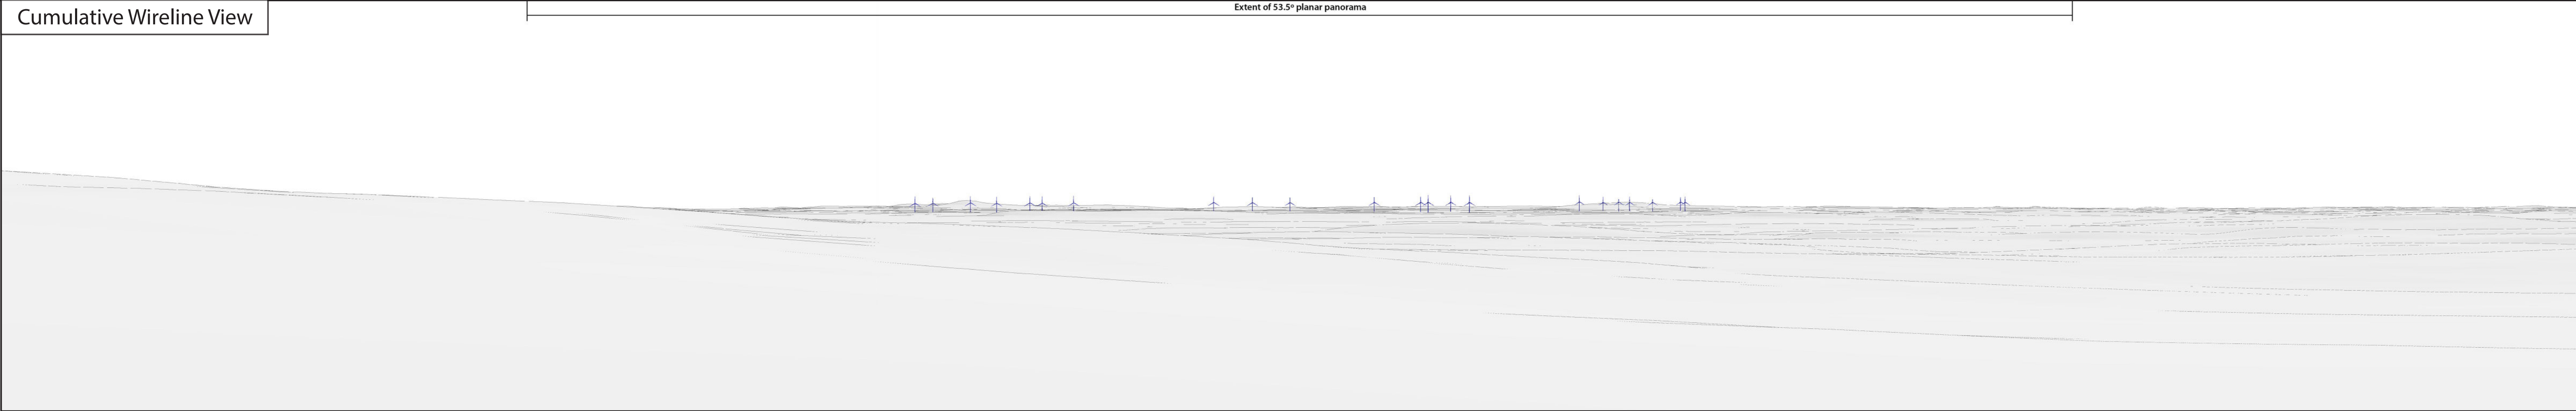 Cumulative Wireline View
Extent of 53.5º planar panorama